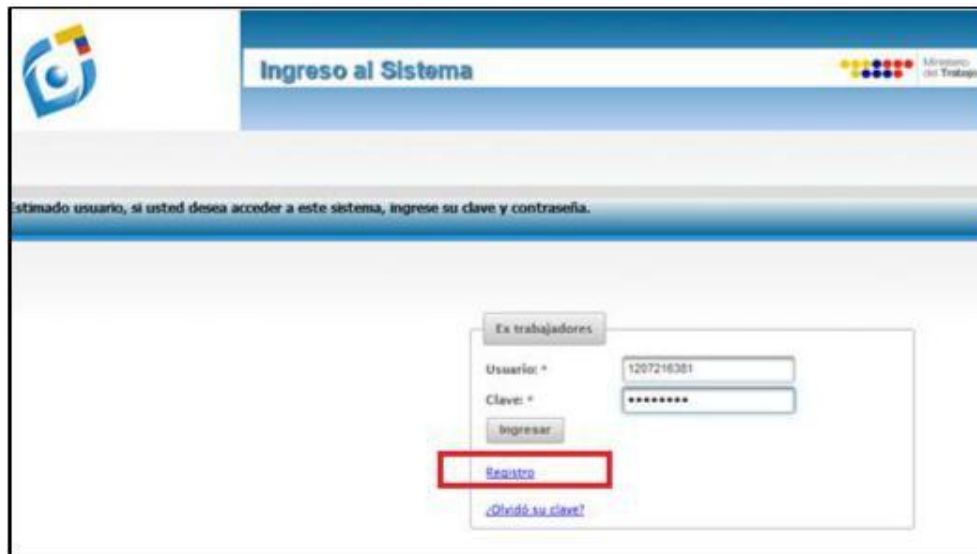 Ingreso al Sistema
Ministerio
del Trabajo
Estimado usuario, si usted desea acceder a este sistema, ingrese su clave y contraseña.
Ex trabajadores
Usuario: *
1207216381
Clave: *
••••••••
Ingresar
Registro
¿Olvidó su clave?